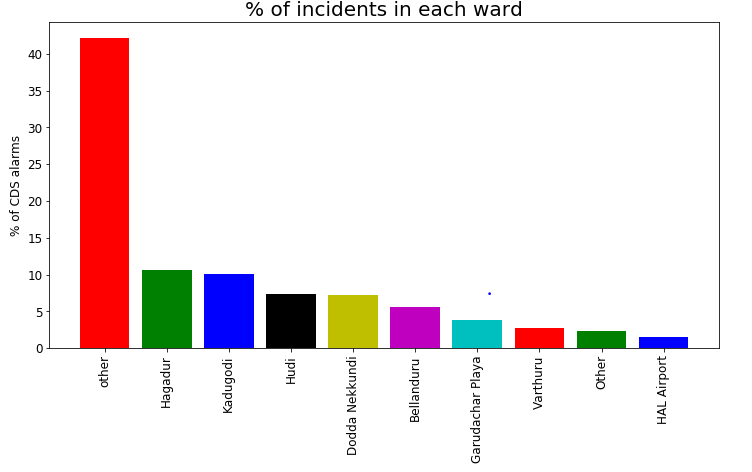 % of incidents in each ward
% of CDS alarms
40
35
30
25
20
15
10
5
0
other
Hagadur
Kadugodi
Hudi
Dodda Nekkundi
Bellanduru
Garudachar Playa
Varthuru
Other
HAL Airport